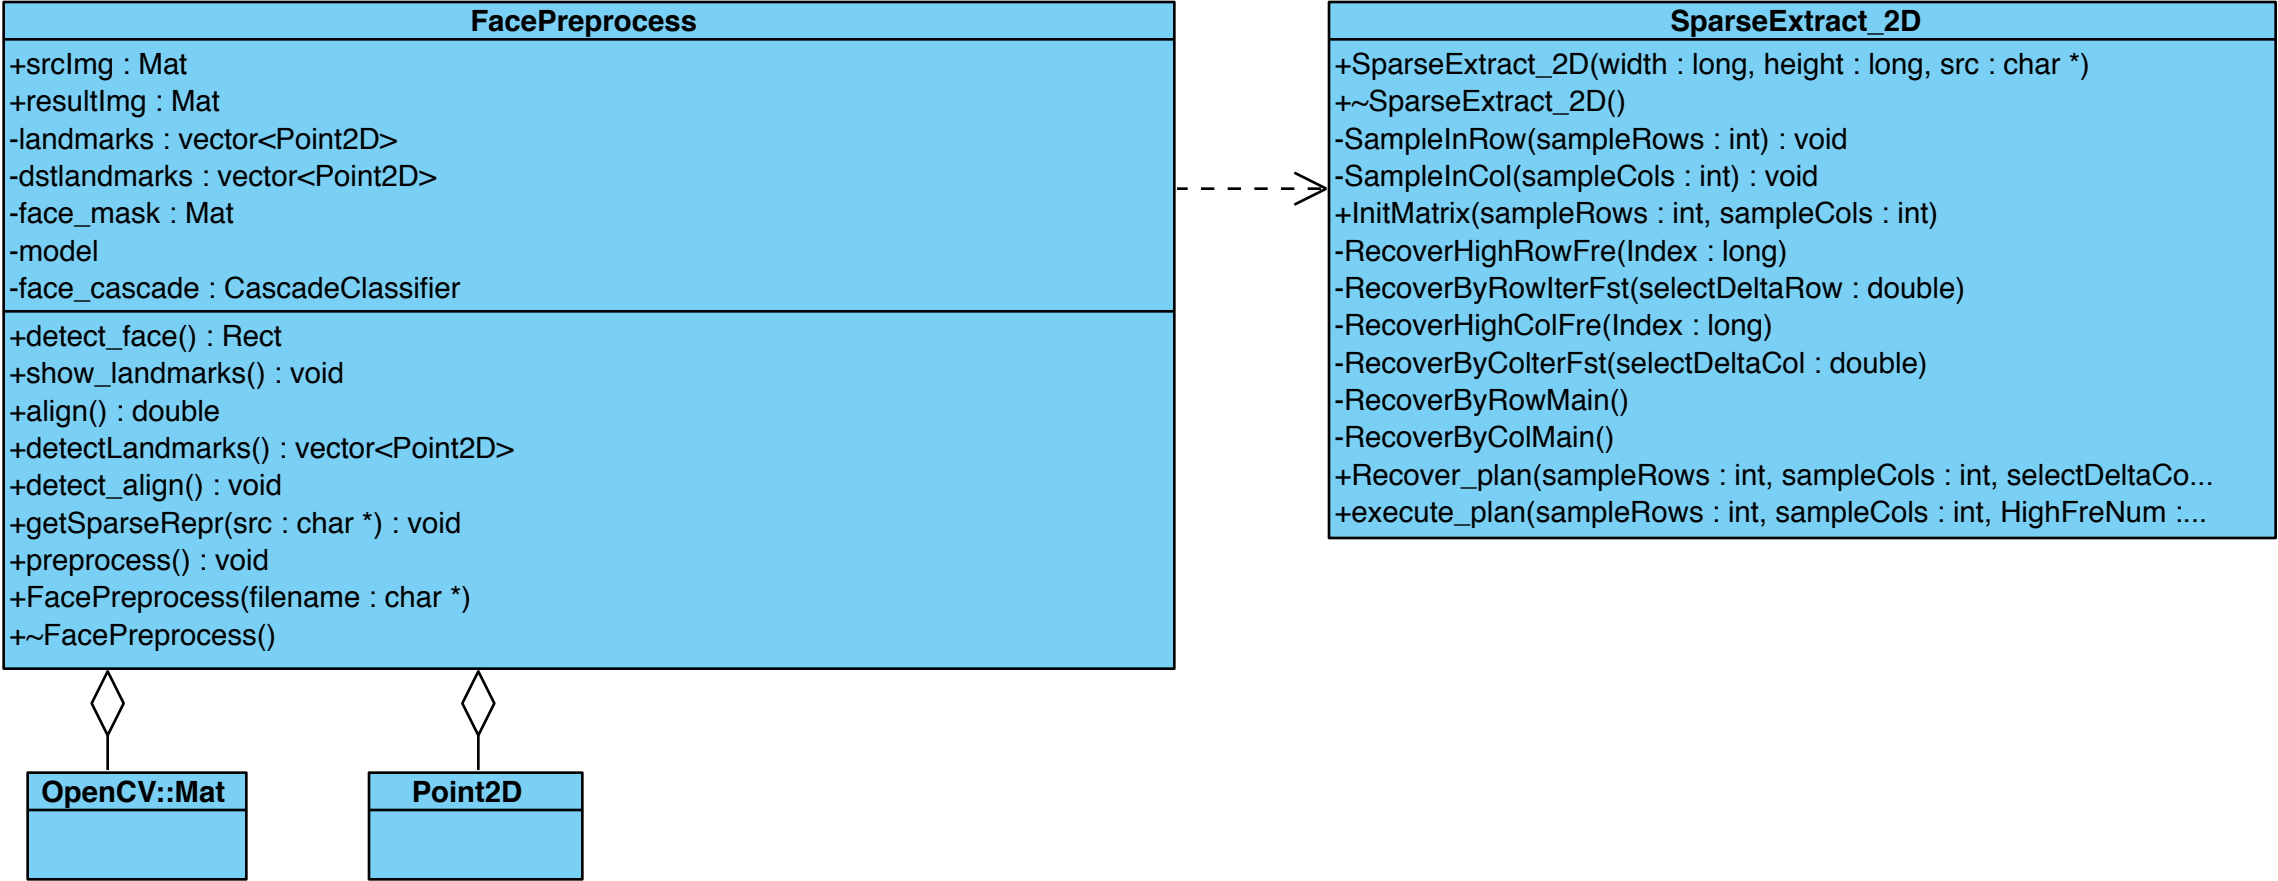 FacePreprocess
+srcImg : Mat
+resultImg : Mat
-landmarks : vector<Point2D>
-dstlandmarks : vector<Point2D>
-face_mask : Mat
-model
-face_cascade : CascadeClassifier
+detect_face() : Rect
+show_landmarks() : void
+align() : double
+detectLandmarks() : vector<Point2D>
+detect_align() : void
+getSparseRepr(src : char *) : void
+preprocess() : void
+FacePreprocess(filename : char *)
+~FacePreprocess()
SparseExtract_2D
+SparseExtract_2D(width : long, height : long, src : char *)
+~SparseExtract_2D()
-SampleInRow(sampleRows : int) : void
-SampleInCol(sampleCols : int) : void
+InitMatrix(sampleRows : int, sampleCols : int)
-RecoverHighRowFre(Index : long)
-RecoverByRowIterFst(selectDeltaRow : double)
-RecoverHighColFre(Index : long)
-RecoverByColterFst(selectDeltaCol : double)
-RecoverByRowMain()
-RecoverByColMain()
+Recover_plan(sampleRows : int, sampleCols : int, selectDeltaCo...
+execute_plan(sampleRows : int, sampleCols : int, HighFreNum :...
OpenCV::Mat
Point2D